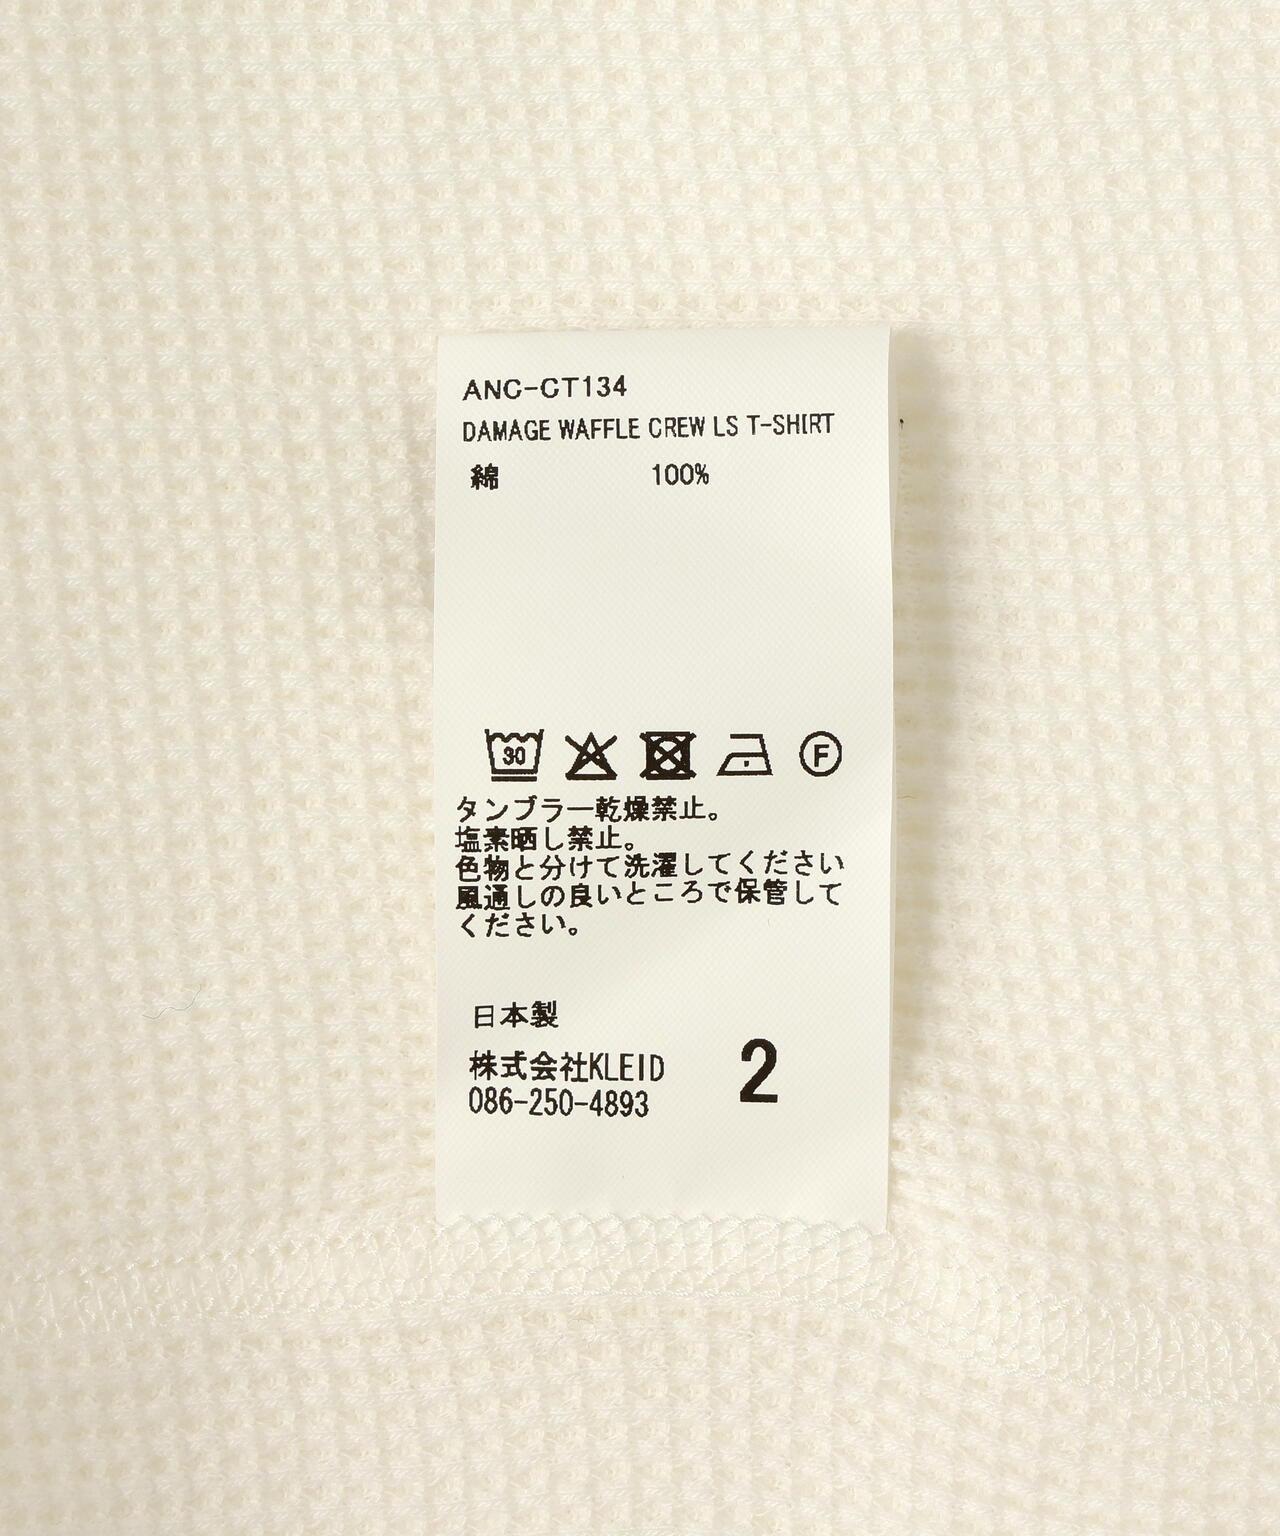 ANC-CT134
DAMAGE WAFFLE CREW LS T-SHIRT
綿 100%
30 F
タンブラー乾燥禁止。
塩素晒し禁止。
色物と分けて洗濯してください
風通しの良いところで保管して
ください。
日本製
株式会社KLEID
086-250-4893
2